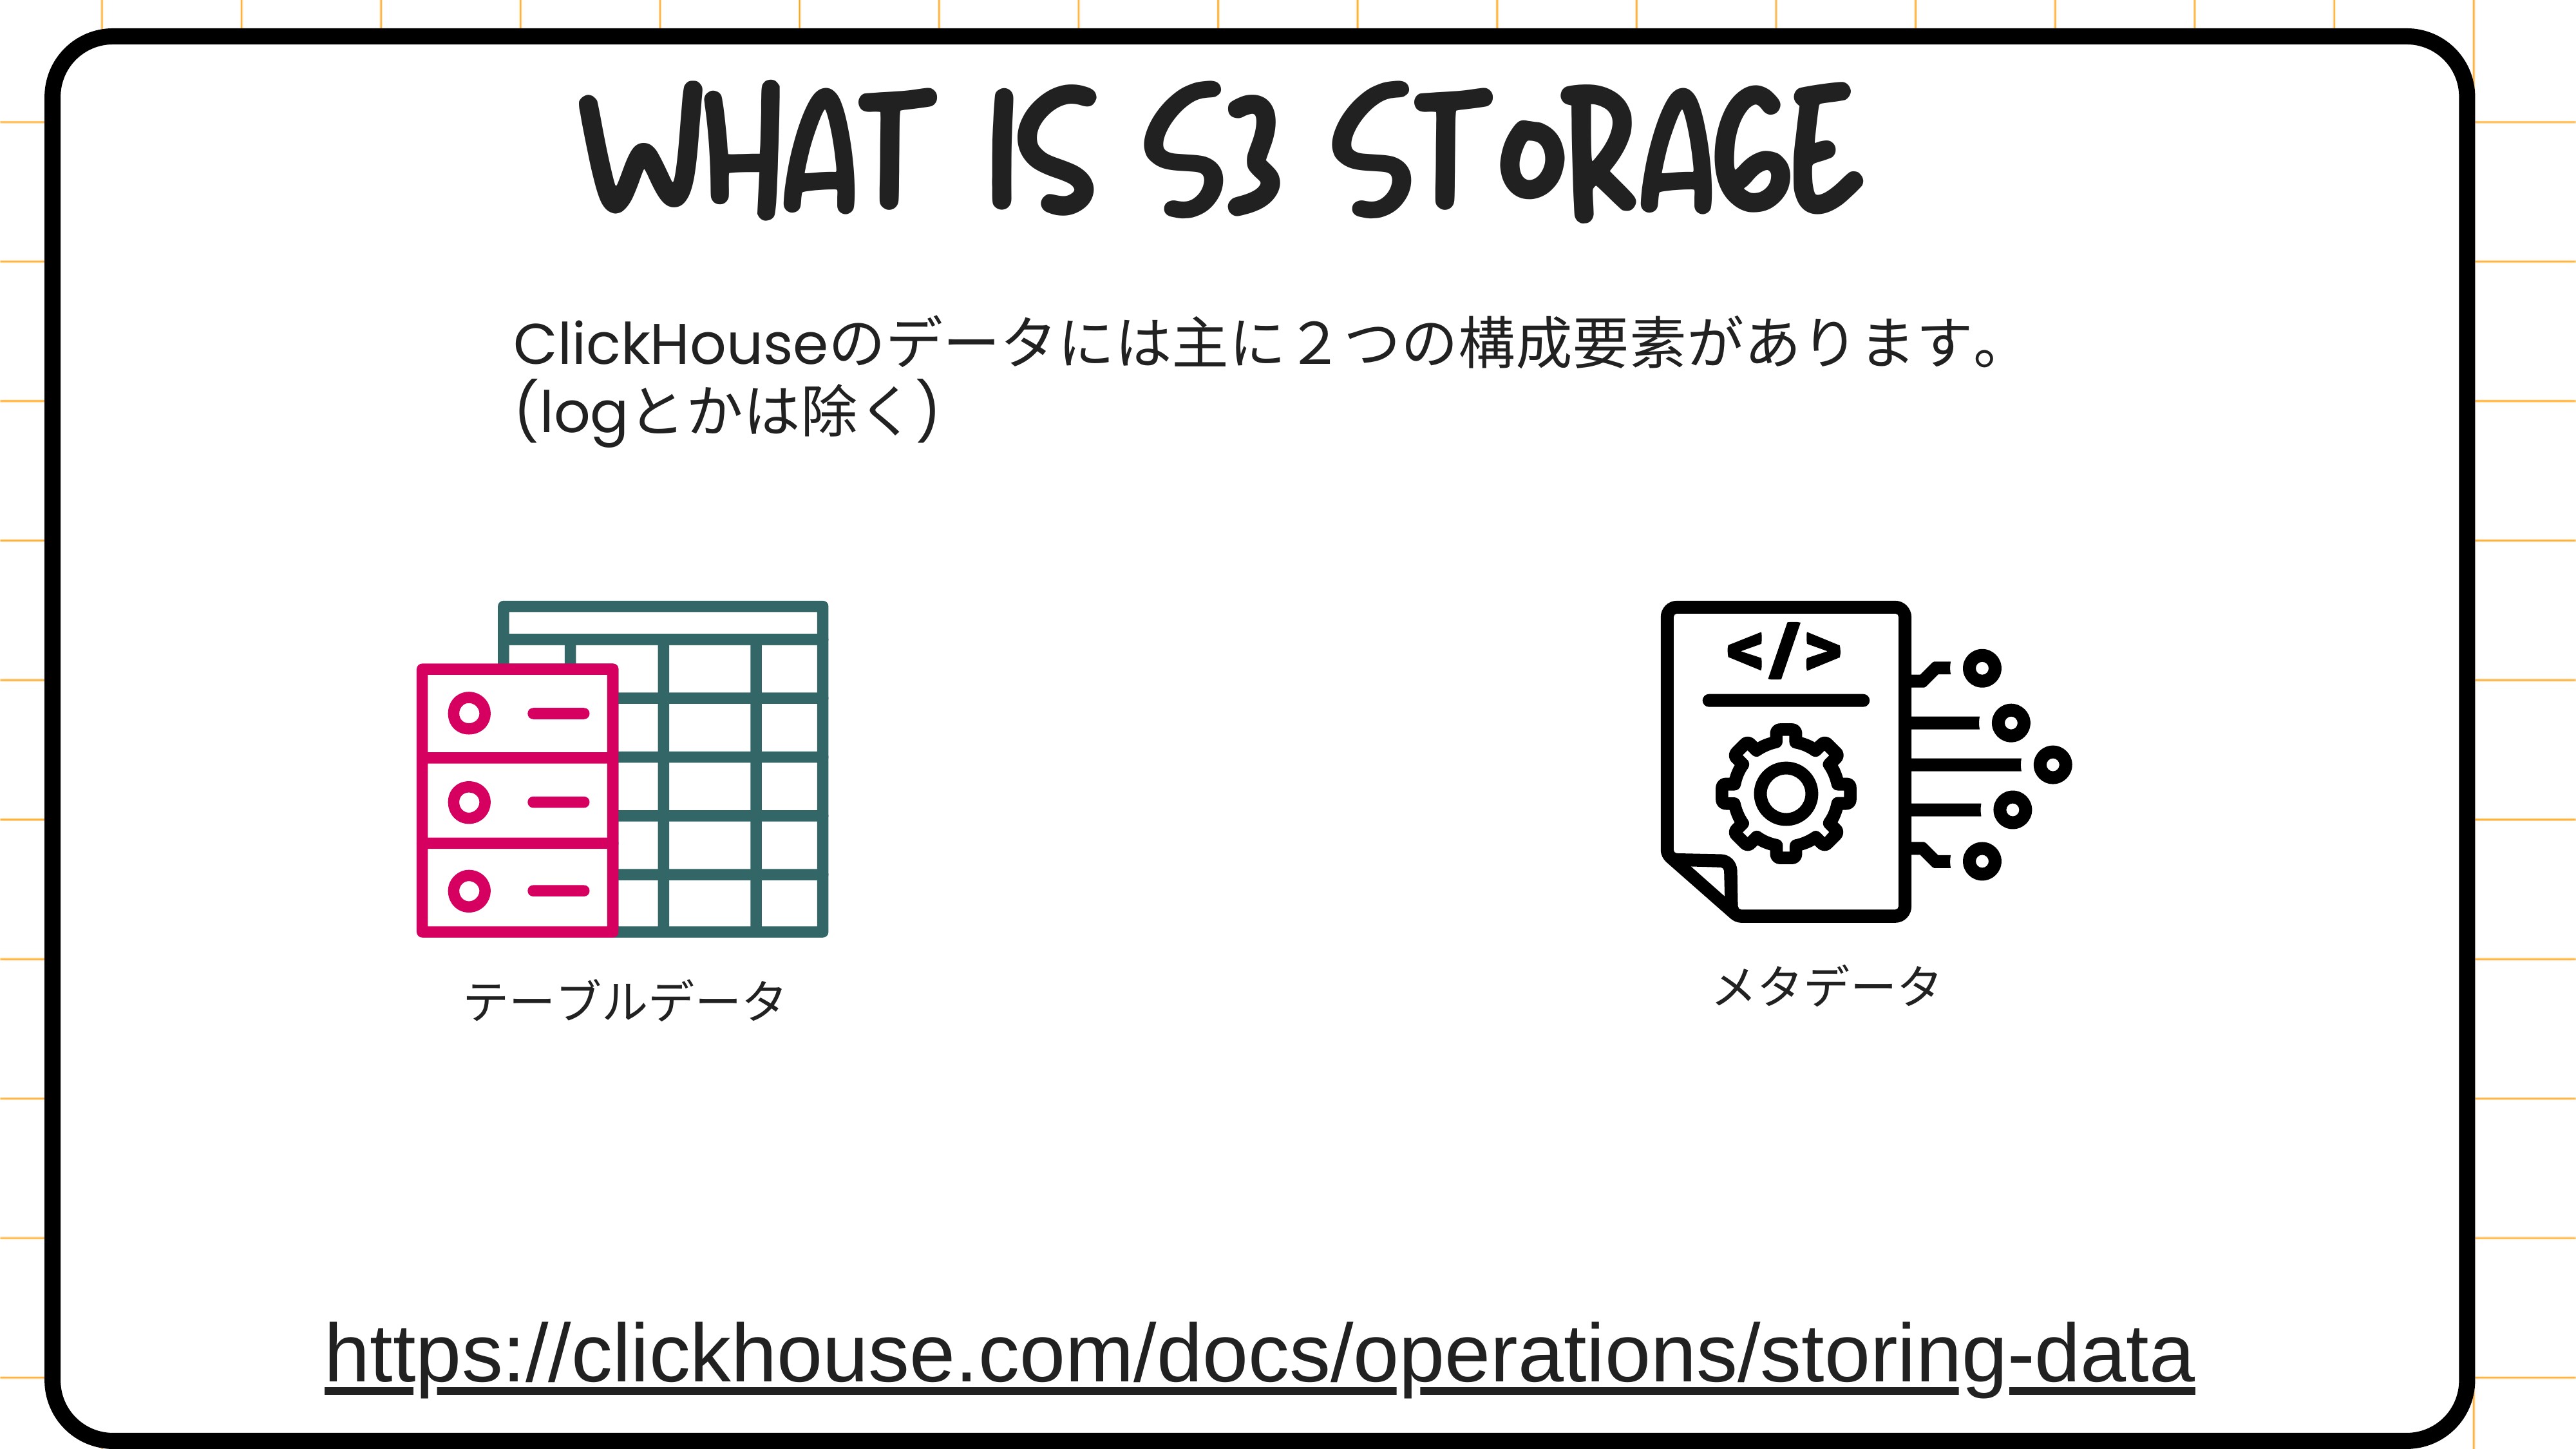 WHAT IS S3 STORAGE
ClickHouseのデータには主に２つの構成要素があります。
(logとかは除く)
</>
テーブルデータ
メタデータ
https://clickhouse.com/docs/operations/storing-data